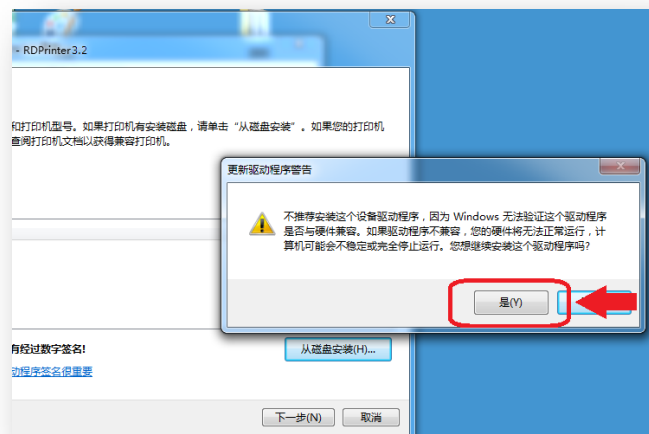 - RDPrinter3.2
和打印机型号。如果打印机有安装磁盘，请单击“从磁盘安装”。如果您的打印机
查阅打印机文档以获得兼容打印机。
更新驱动程序警告
不推荐安装这个设备驱动程序，因为 Windows 无法验证这个驱动程序
是否与硬件兼容。如果驱动程序不兼容，您的硬件将无法正常运行，计
算机可能会不稳定或完全停止运行。您想继续安装这个驱动程序吗?
是(Y)
有经过数字签名!
从磁盘安装(H)...
动程序签名很重要
下一步(N)
取消